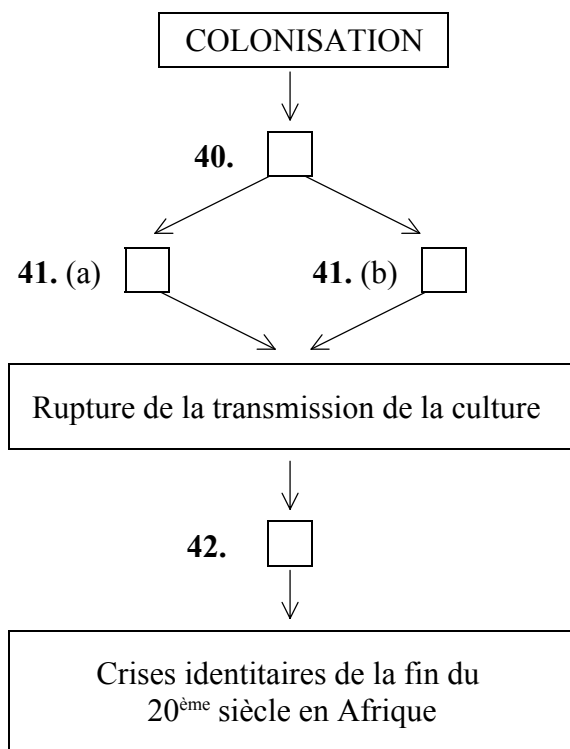 COLONISATION
40.
41. (a)
41. (b)
Rupture de la transmission de la culture
42.
Crises identitaires de la fin du
20ème siècle en Afrique